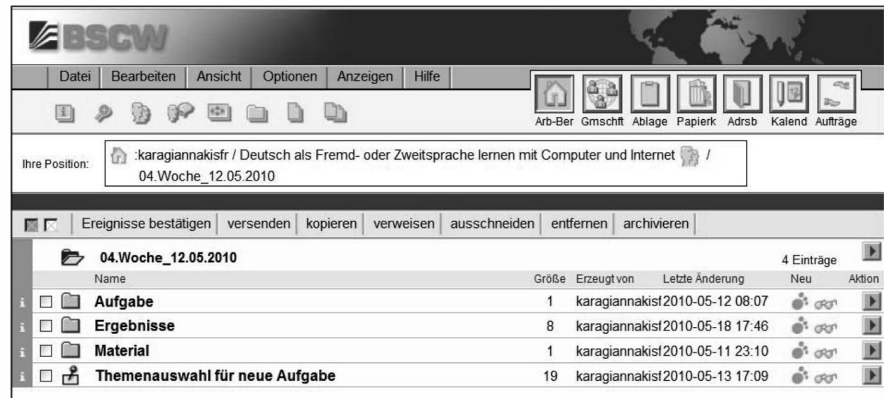 BSCW
Datei Bearbeiten Ansicht Optionen Anzeigen Hilfe
Arb-Ber Gmschft Ablage Papierk Adrsb Kalend Aufträge
Ihre Position: :karagiannakisfr / Deutsch als Fremd- oder Zweitsprache lernen mit Computer und Internet /
04.Woche_12.05.2010
Ereignisse bestätigen versenden kopieren verweisen ausschneiden entfernen archivieren
04.Woche_12.05.2010 4 Einträge
Name Größe Erzeugt von Letzte Änderung Neu Aktion
i Aufgabe 1 karagiannakisf 2010-05-12 08:07
i Ergebnisse 8 karagiannakisf 2010-05-18 17:46
i Material 1 karagiannakisf 2010-05-11 23:10
i Themenauswahl für neue Aufgabe 19 karagiannakisf 2010-05-13 17:09